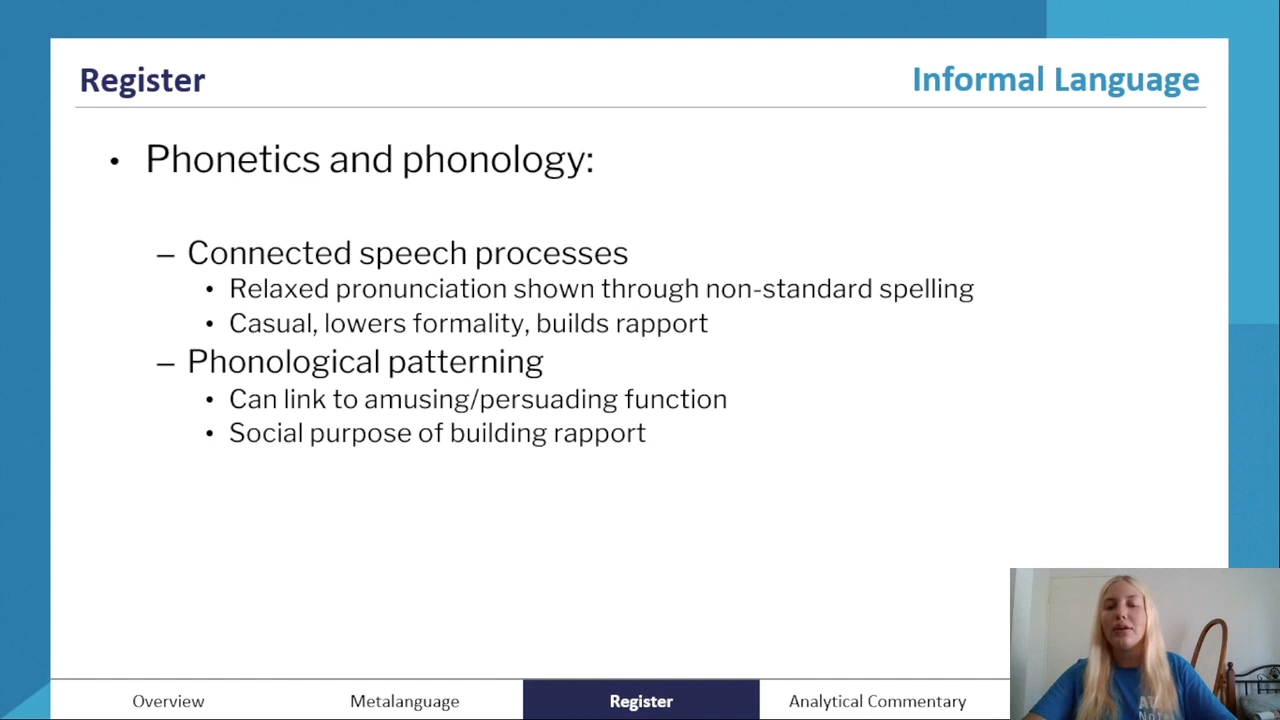 Register
Informal Language
• Phonetics and phonology:
– Connected speech processes
• Relaxed pronunciation shown through non-standard spelling
• Casual, lowers formality, builds rapport
– Phonological patterning
• Can link to amusing/persuading function
• Social purpose of building rapport
Overview
Metalanguage
Register
Analytical Commentary